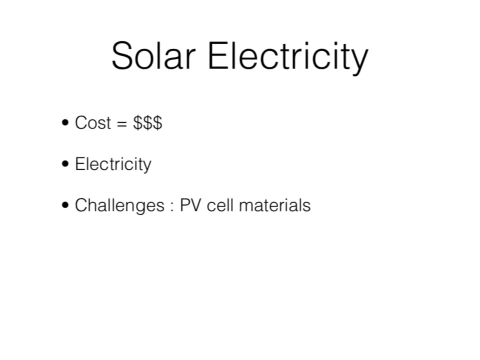 Solar Electricity
• Cost = $$$
• Electricity
• Challenges : PV cell materials